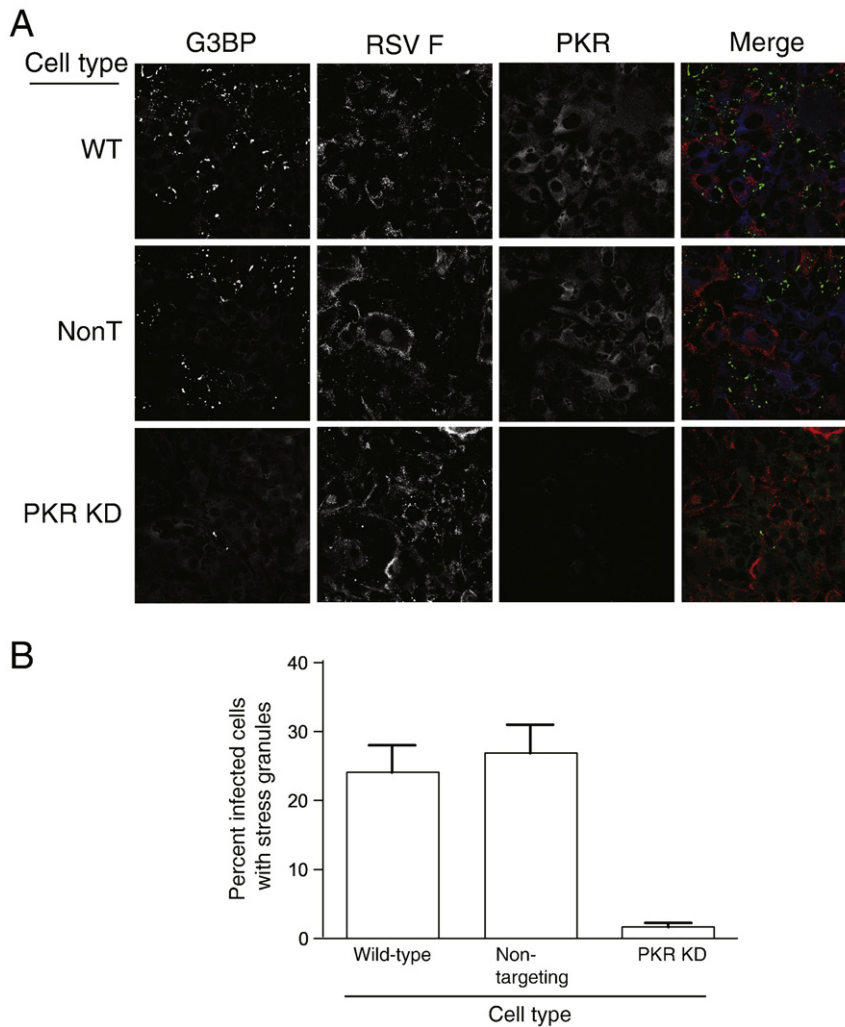 A
G3BP RSV F PKR Merge
Cell type
WT
NonT
PKR KD
B
Percent infected cells
with stress granules
40
30
20
10
0
Wild-type Non- PKR KD
targeting
Cell type